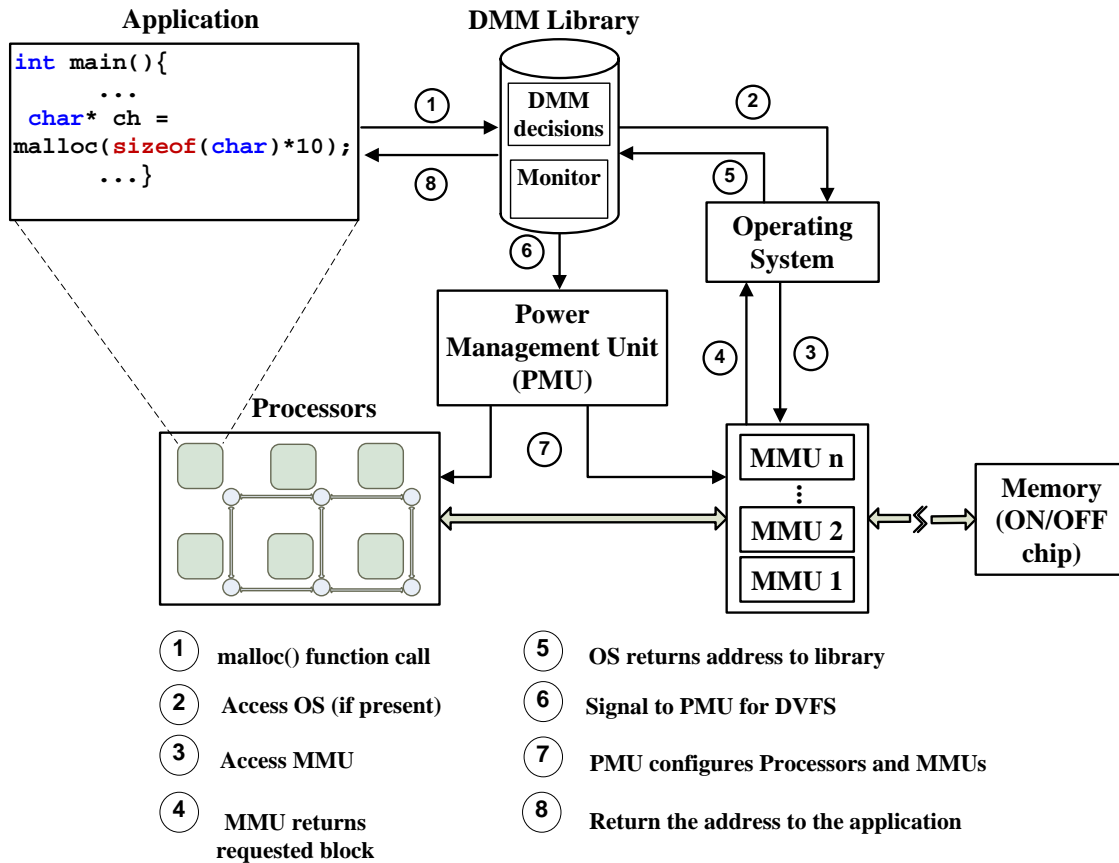 Application
int main(){
...
char* ch =
malloc(sizeof(char)*10);
...}
DMM Library
DMM
decisions
Monitor
1
8
2
5
Operating
System
6
Power
Management Unit
(PMU)
4
3
7
Processors
MMU n
...
MMU 2
MMU 1
Memory
(ON/OFF
chip)
1 malloc() function call
2 Access OS (if present)
3 Access MMU
4 MMU returns
requested block
5 OS returns address to library
6 Signal to PMU for DVFS
7 PMU configures Processors and MMUs
8 Return the address to the application